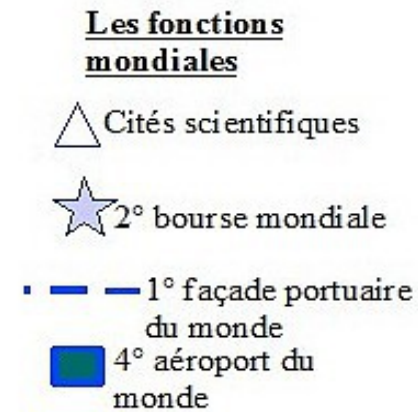 Les fonctions
mondiales
Cités scientifiques
2° bourse mondiale
1° façade portuaire
du monde
4° aéroport du
monde